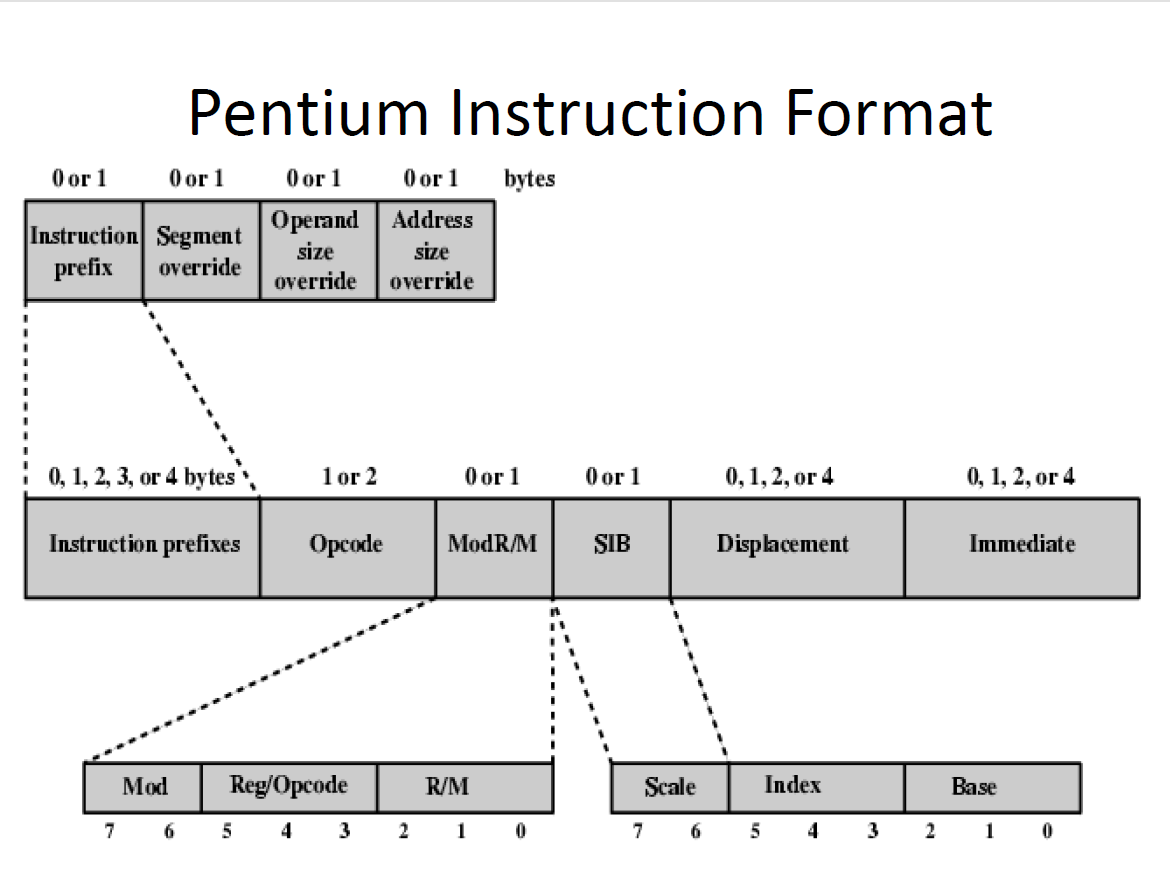 Pentium Instruction Format
0 or 1 0 or 1 0 or 1 0 or 1 bytes
Instruction prefix
Segment override
Operand size override
Address size override
0, 1, 2, 3, or 4 bytes 1 or 2 0 or 1 0 or 1 0, 1, 2, or 4 0, 1, 2, or 4
Instruction prefixes Opcode ModR/M SIB Displacement Immediate
Mod Reg/Opcode R/M Scale Index Base
7 6 5 4 3 2 1 0 7 6 5 4 3 2 1 0